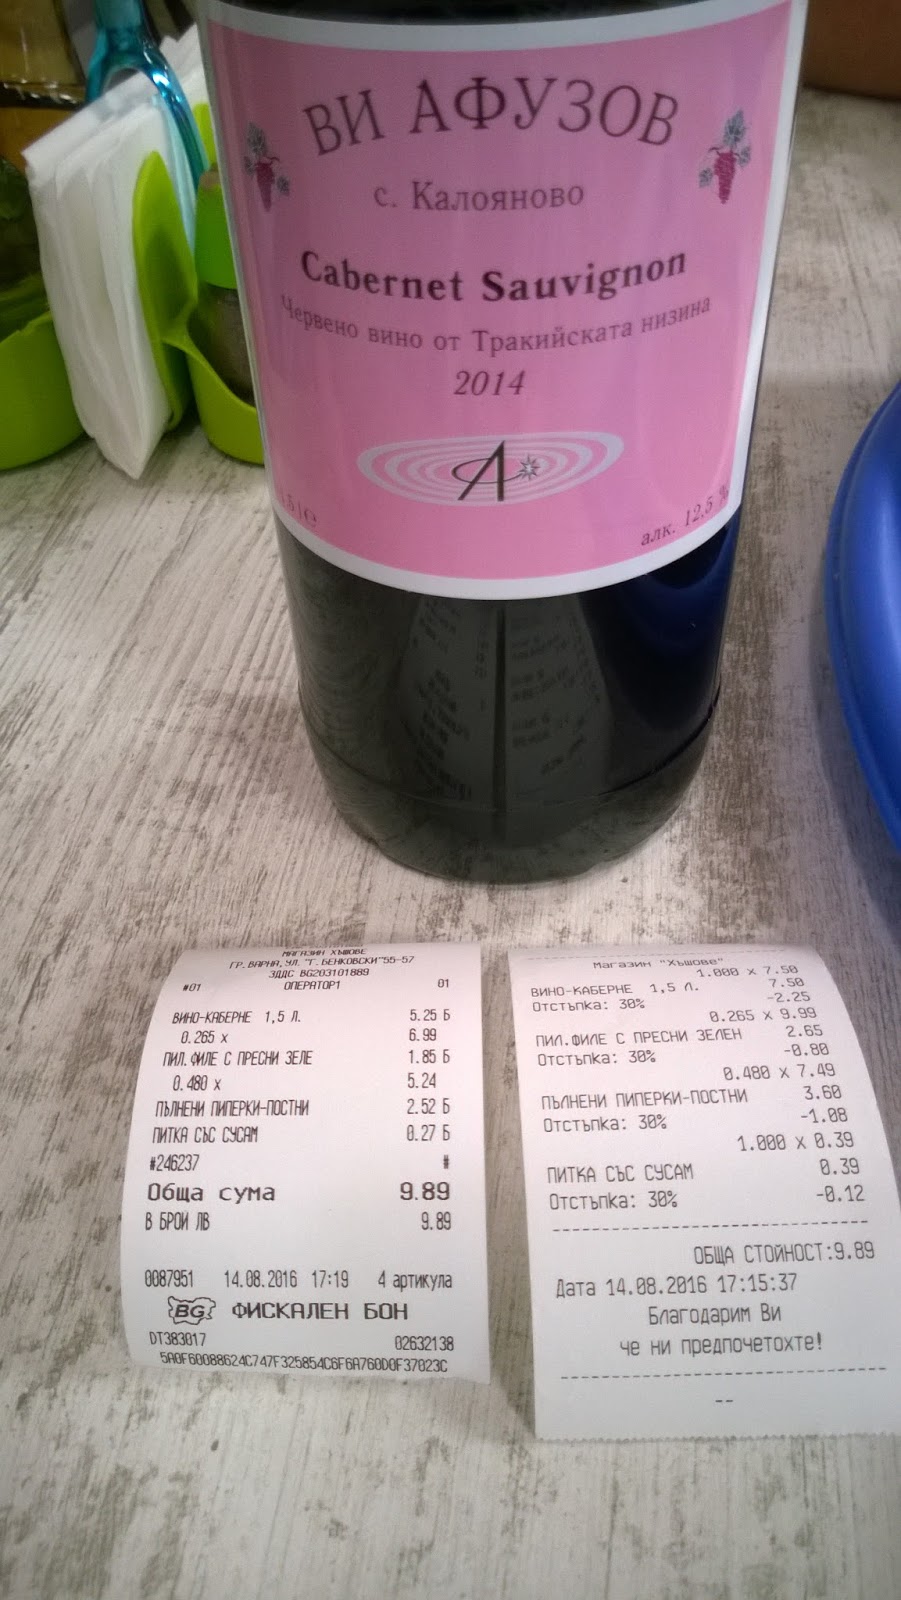 ВИ АФУЗОВ
с. Калояново
Cabernet Sauvignon
Червено вино от Тракийската низина
2014
алк. 12,5 %
МАГАЗИН ХЪШОВЕ
ГР. ВАРНА, УЛ. "Г. БЕНКОВСКИ"55-57
ЗДДС BG203101889
#01 ОПЕРАТОР1 01
ВИНО-КАБЕРНЕ 1,5 Л. 5.25 Б
0.265 x 6.99
ПИЛ.ФИЛЕ С ПРЕСНИ ЗЕЛЕ 1.85 Б
0.480 x 5.24
ПЪЛНЕНИ ПИПЕРКИ-ПОСТНИ 2.52 Б
ПИТКА СЪС СУСАМ 0.27 Б
#246237 #
Обща сума 9.89
В БРОЙ ЛВ 9.89
0087951 14.08.2016 17:19 4 артикула
BG ФИСКАЛЕН БОН
DT383017 02632138
5A0F60088624C747F325854C6F6A760D0F37023C
Магазин "Хъшове"
1.000 x 7.50
ВИНО-КАБЕРНЕ 1,5 Л. 7.50
Отстъпка: 30% -2.25
0.265 x 9.99
ПИЛ.ФИЛЕ С ПРЕСНИ ЗЕЛЕН 2.65
Отстъпка: 30% -0.80
0.480 x 7.49
ПЪЛНЕНИ ПИПЕРКИ-ПОСТНИ 3.60
Отстъпка: 30% -1.08
1.000 x 0.39
ПИТКА СЪС СУСАМ 0.39
Отстъпка: 30% -0.12
ОБЩА СТОЙНОСТ:9.89
Дата 14.08.2016 17:15:37
Благодарим Ви
че ни предпочетохте!
--